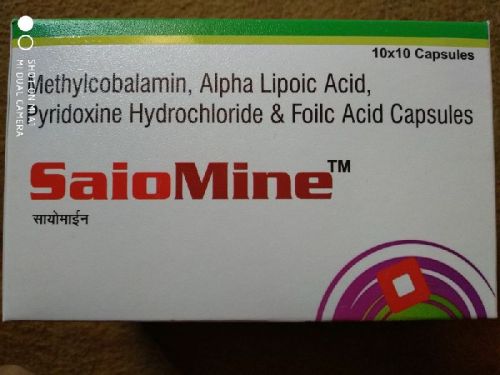 10x10 Capsules
Methylcobalamin, Alpha Lipoic Acid,
Pyridoxine Hydrochloride & Foilc Acid Capsules
SaioMine™
सायोमाईन
SHOT ON MI A1
MI DUAL CAMERA